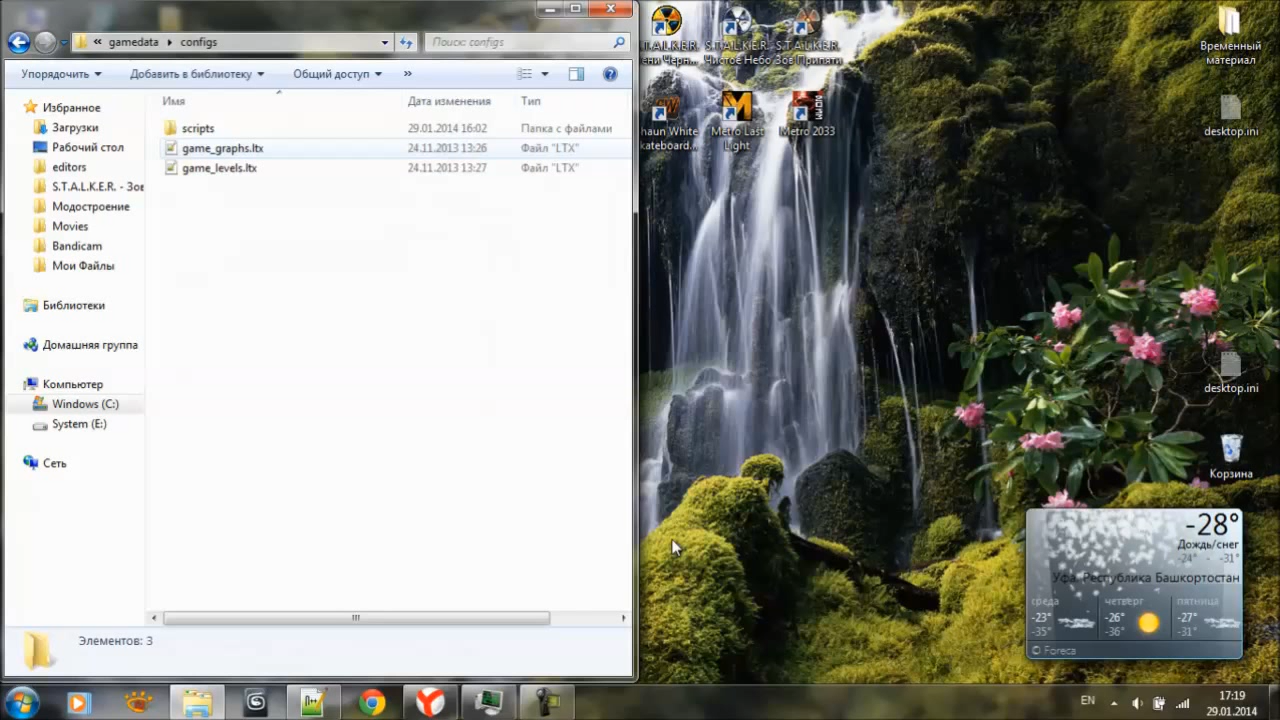 gamedata
configs
Поиск: configs
Упорядочить
Добавить в библиотеку
Общий доступ
»
Избранное
Загрузки
Рабочий стол
editors
S.T.A.L.K.E.R. - Зов
Модостроение
Movies
Bandicam
Мои Файлы
Библиотеки
Домашняя группа
Компьютер
Windows (C:)
System (E:)
Сеть
Имя
Дата изменения
Тип
scripts
29.01.2014 16:02
Папка с файлами
game_graphs.ltx
24.11.2013 13:26
Файл "LTX"
game_levels.ltx
24.11.2013 13:27
Файл "LTX"
Элементов: 3
.T.A.L.K.E.R.
ени Черн...
S.T.A.L.K.E.R.
Чистое Небо
S.T.A.L.K.E.R.
Зов Припяти
haun White
kateboard...
Metro Last
Light
Metro 2033
Временный
материал
desktop.ini
desktop.ini
Корзина
-28°
Дождь/снег
-24° - -31°
Уфа, Республика Башкортостан
среда
-23°
-35°
четверг
-26°
-36°
пятница
-27°
-31°
© Foreca
EN
17:19
29.01.2014